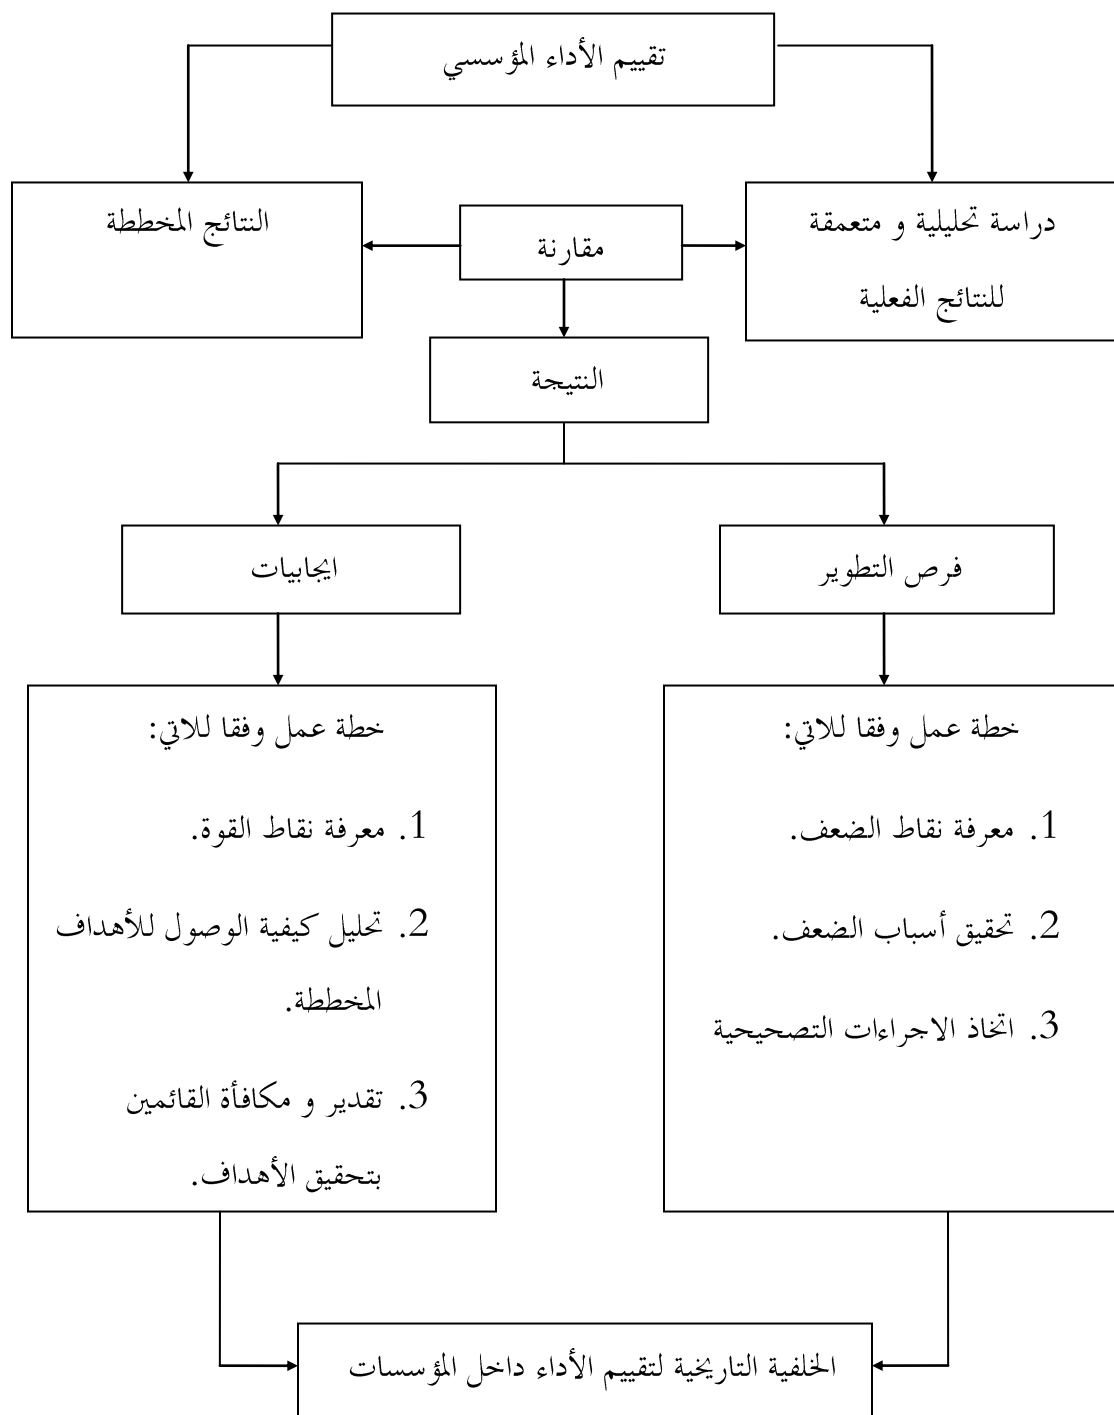 تقييم الأداء المؤسسي
دراسة تحليلية و متعمقة
للنتائج الفعلية
مقارنة
النتائج المخططة
النتيجة
فرص التطوير
ايجابيات
خطة عمل وفقا للاتي:
1. معرفة نقاط الضعف.
2. تحقيق أسباب الضعف.
3. اتخاذ الاجراءات التصحيحية
خطة عمل وفقا للاتي:
1. معرفة نقاط القوة.
2. تحليل كيفية الوصول للأهداف
المخططة.
3. تقدير و مكافأة القائمين
بتحقيق الأهداف.
الخلفية التاريخية لتقييم الأداء داخل المؤسسات